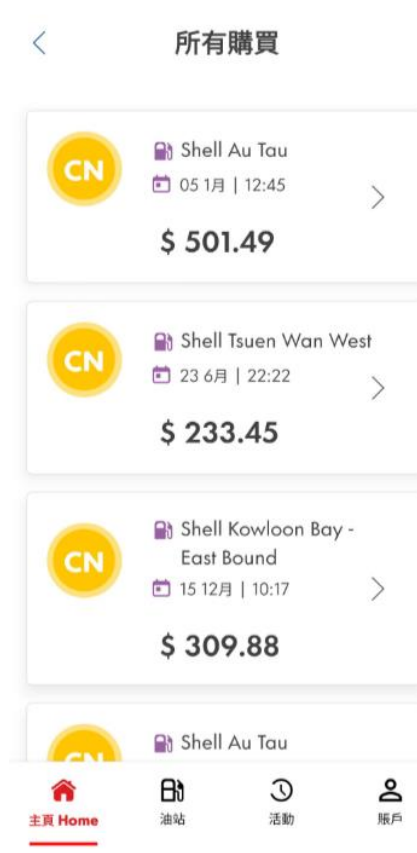 所有購買
CN
Shell Au Tau
05 1月 | 12:45
$ 501.49
CN
Shell Tsuen Wan West
23 6月 | 22:22
$ 233.45
CN
Shell Kowloon Bay -
East Bound
15 12月 | 10:17
$ 309.88
CN
Shell Au Tau
主頁 Home
油站
活動
賬戶